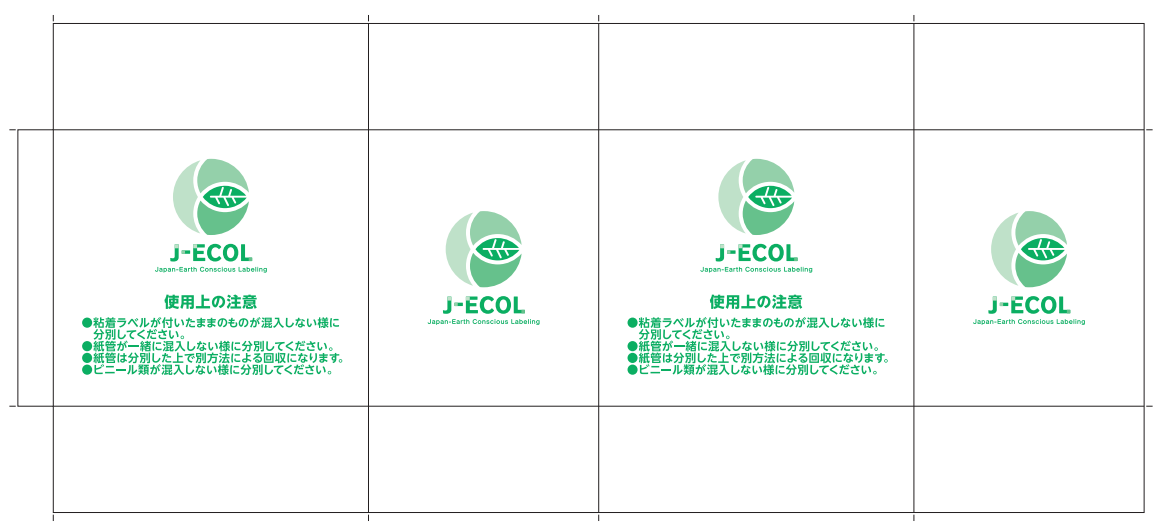 J-ECOL
Japan-Earth Conscious Labeling
使用上の注意
●粘着ラベルが付いたままのものが混入しない様に
分別してください。
●紙管が一緒に混入しない様に分別してください。
●紙管は分別した上で別方法による回収になります。
●ビニール類が混入しない様に分別してください。
J-ECOL
Japan-Earth Conscious Labeling
J-ECOL
Japan-Earth Conscious Labeling
使用上の注意
●粘着ラベルが付いたままのものが混入しない様に
分別してください。
●紙管が一緒に混入しない様に分別してください。
●紙管は分別した上で別方法による回収になります。
●ビニール類が混入しない様に分別してください。
J-ECOL
Japan-Earth Conscious Labeling